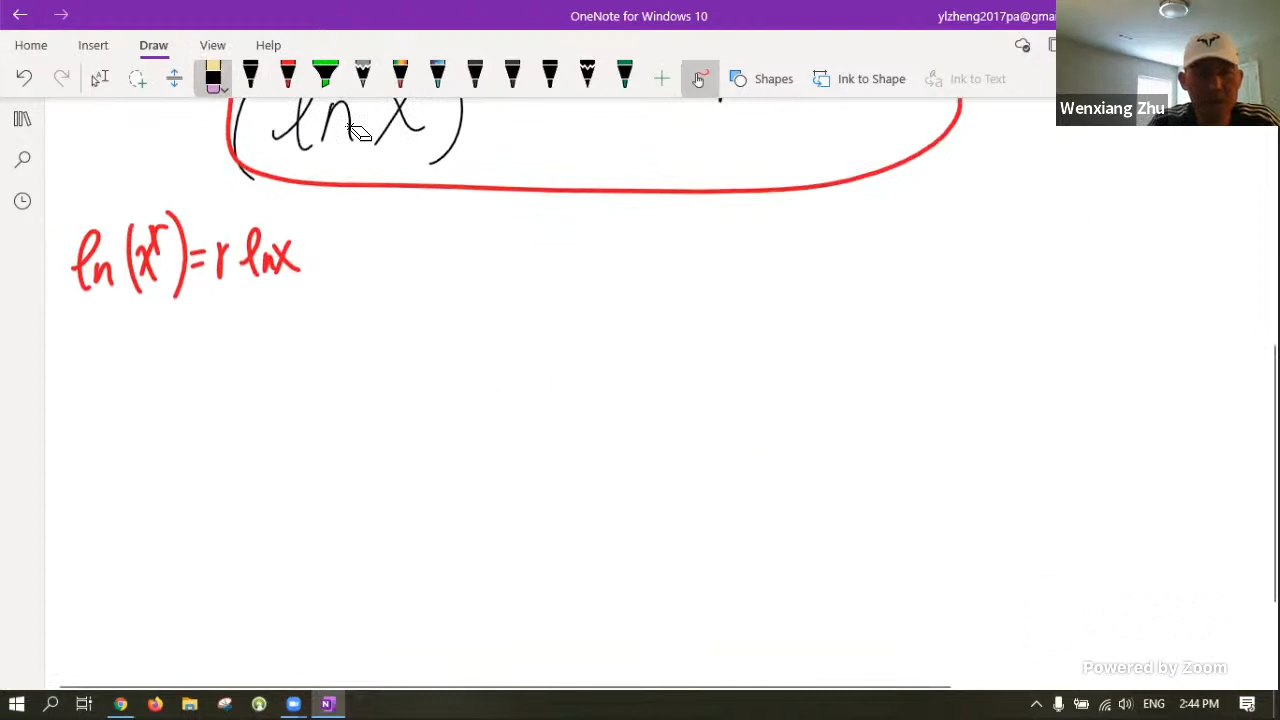 OneNote for Windows 10
ylzheng2017pa@gma
Home Insert Draw View Help
Shapes Ink to Shape Ink to Text
Wenxiang Zhu
(ln x)
ln (x^r) = r ln x
Powered by Zoom
ENG 2:44 PM